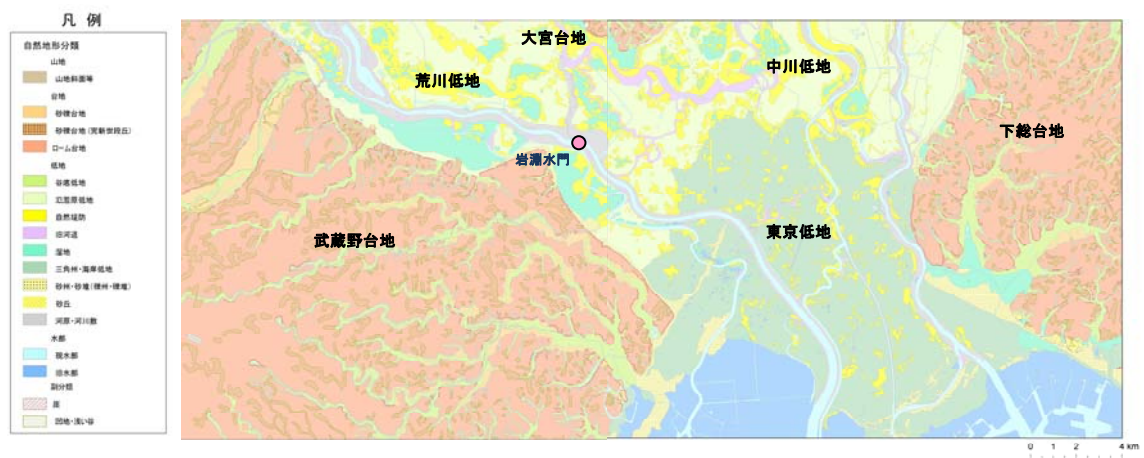 凡 例
自然地形分類
山地
山地斜面等
台地
砂礫台地
砂礫台地(完新世段丘)
ローム台地
低地
谷底低地
氾濫原低地
自然堤防
旧河道
湿地
三角州・海岸低地
砂州・砂堆(礫州・礫堆)
砂丘
河原・河川敷
水部
現水部
旧水部
副分類
崖
凹地・浅い谷
大宮台地
荒川低地
中川低地
下総台地
岩淵水門
武蔵野台地
東京低地
0 1 2 4 km